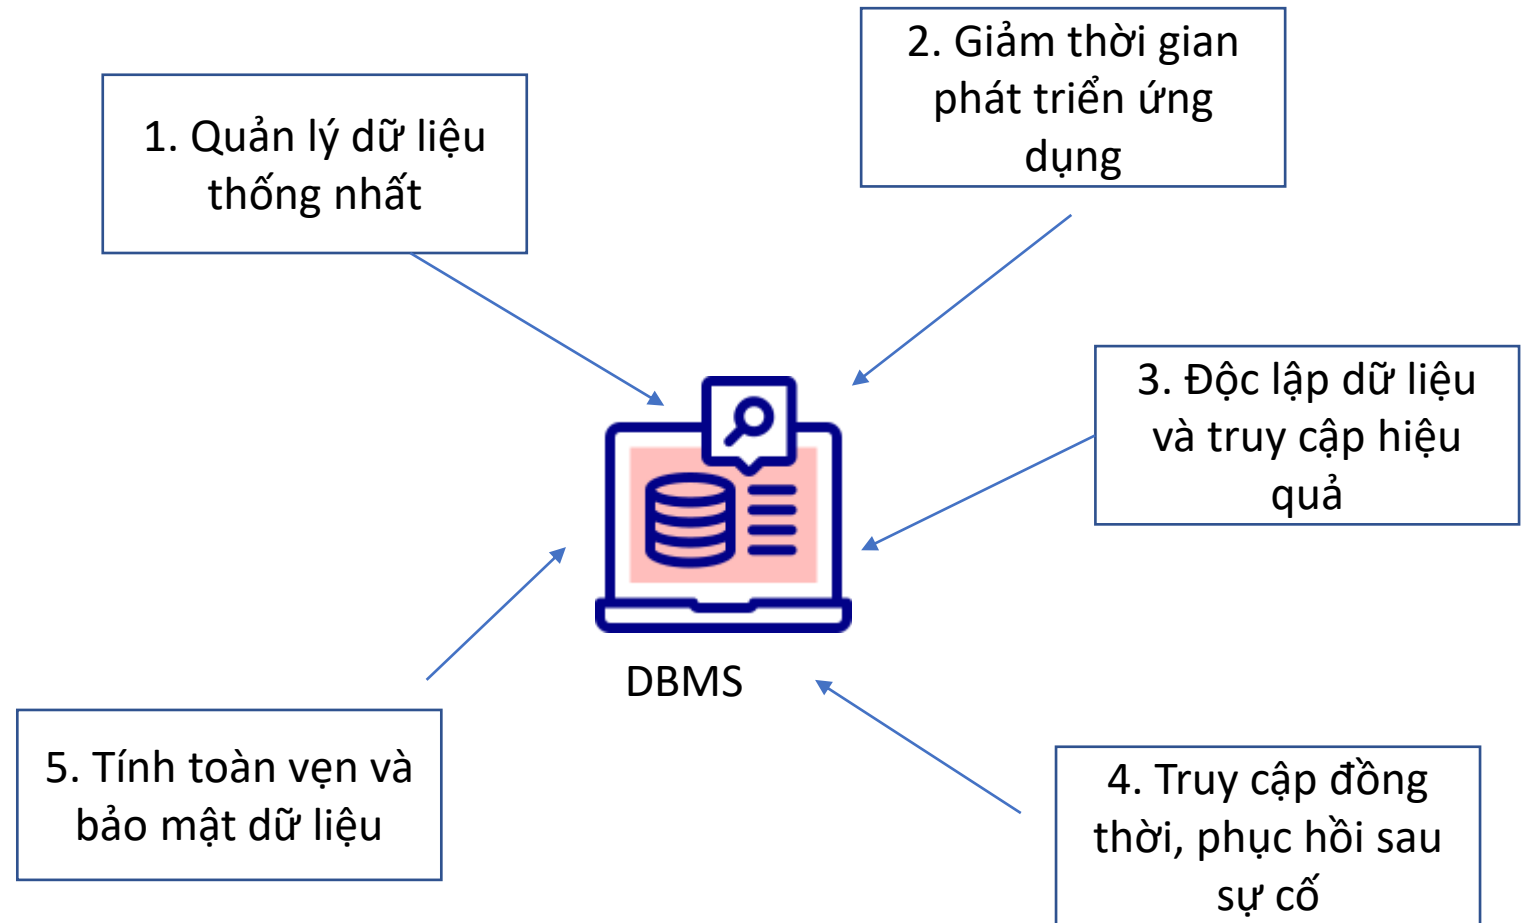 1. Quản lý dữ liệu
thống nhất
2. Giảm thời gian
phát triển ứng
dụng
3. Độc lập dữ liệu
và truy cập hiệu
quả
DBMS
4. Truy cập đồng
thời, phục hồi sau
sự cố
5. Tính toàn vẹn và
bảo mật dữ liệu